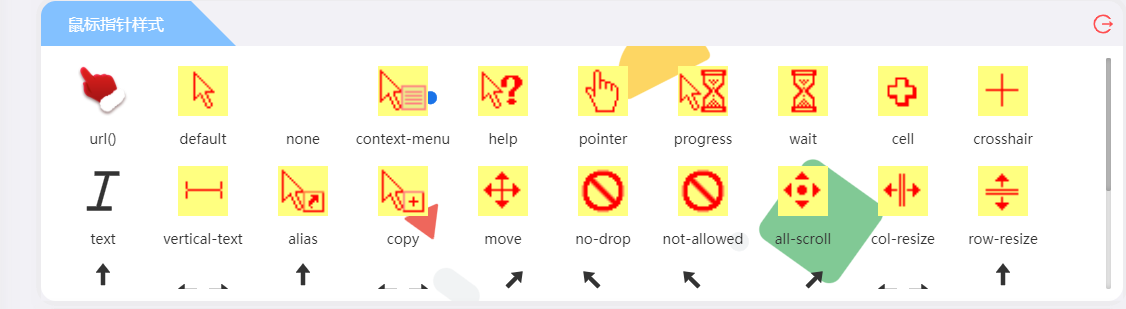 鼠标指针样式
url() default none context-menu help pointer progress wait cell crosshair
text vertical-text alias copy move no-drop not-allowed all-scroll col-resize row-resize